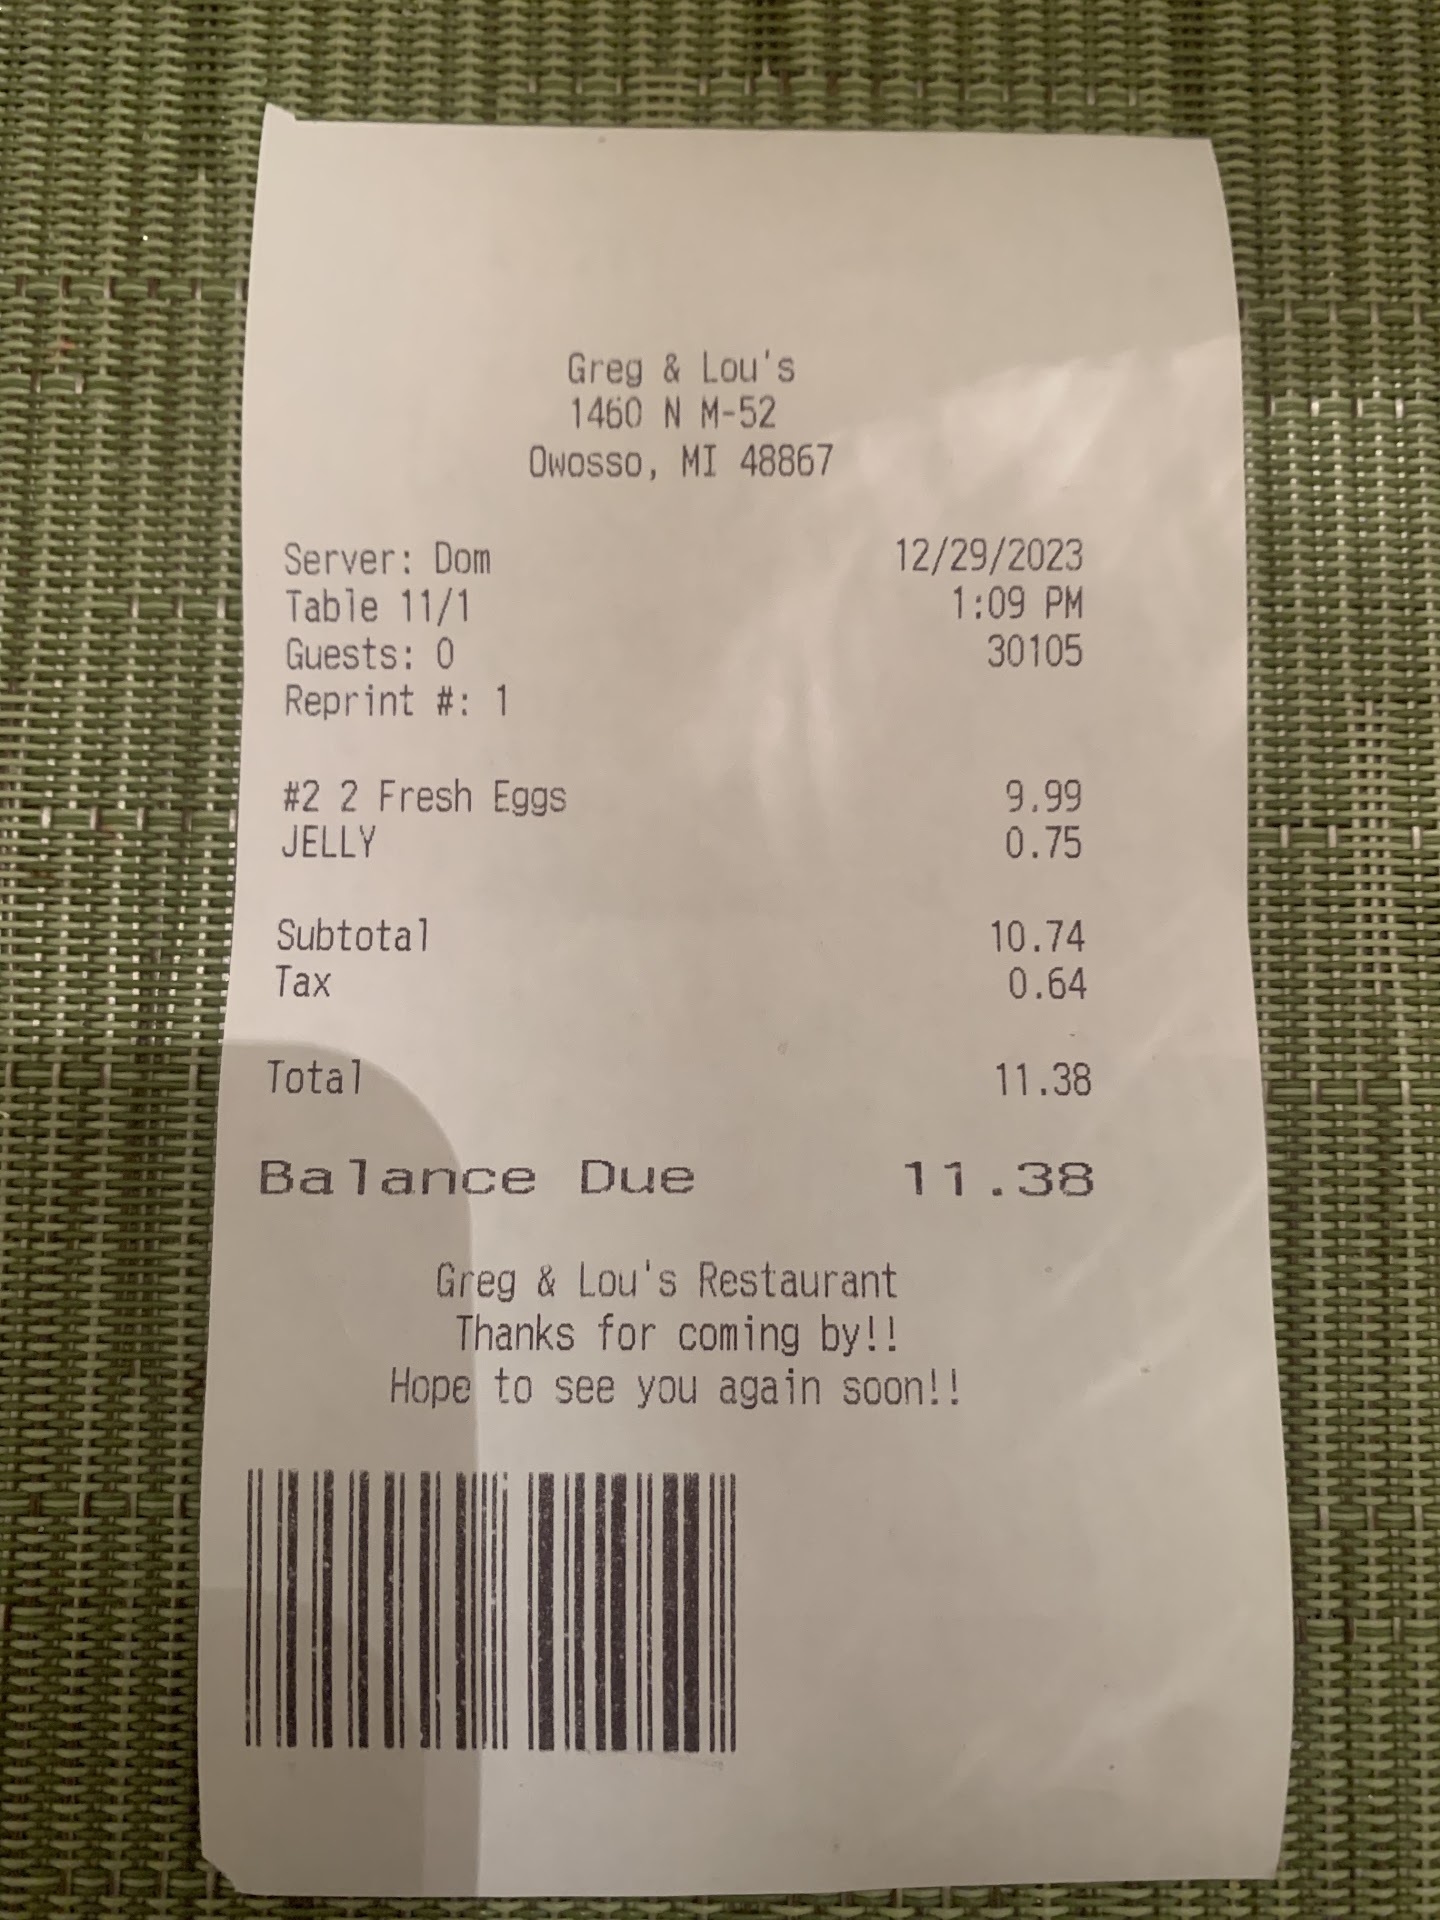 Greg & Lou's
1460 N M-52
Owosso, MI 48867
Server: Dom 12/29/2023
Table 11/1 1:09 PM
Guests: 0 30105
Reprint #: 1
#2 2 Fresh Eggs 9.99
JELLY 0.75
Subtotal 10.74
Tax 0.64
Total 11.38
Balance Due 11.38
Greg & Lou's Restaurant
Thanks for coming by!!
Hope to see you again soon!!